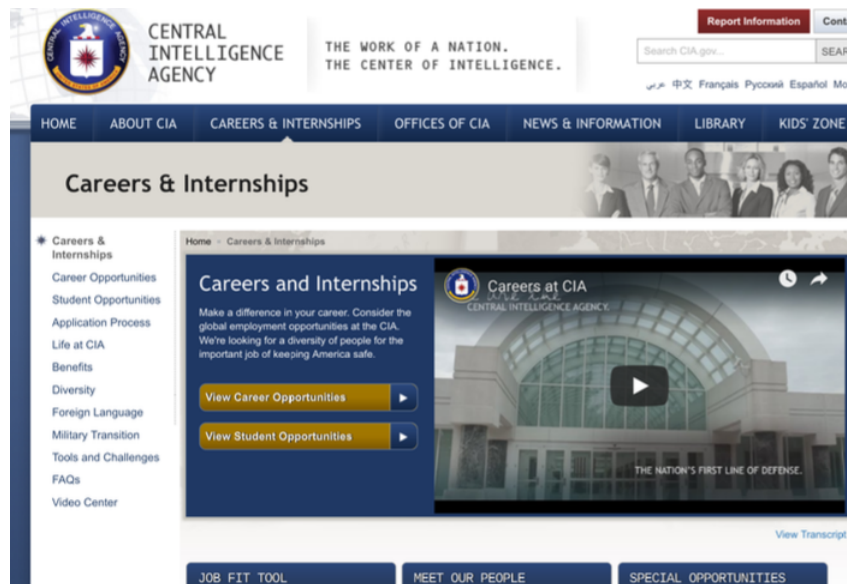 CENTRAL
INTELLIGENCE
AGENCY
THE WORK OF A NATION.
THE CENTER OF INTELLIGENCE.
Report Information
Search CIA.gov...
عربي 中文 Français Русский Español
HOME ABOUT CIA CAREERS & INTERNSHIPS OFFICES OF CIA NEWS & INFORMATION LIBRARY KIDS' ZONE
Careers & Internships
Careers &
Internships
Career Opportunities
Student Opportunities
Application Process
Life at CIA
Benefits
Diversity
Foreign Language
Military Transition
Tools and Challenges
FAQs
Video Center
Home » Careers & Internships
Careers and Internships
Make a difference in your career. Consider the
global employment opportunities at the CIA.
We're looking for a diversity of people for the
important job of keeping America safe.
View Career Opportunities
View Student Opportunities
Careers at CIA
CENTRAL INTELLIGENCE AGENCY.
THE NATION'S FIRST LINE OF DEFENSE.
View Transcript
JOB FIT TOOL
MEET OUR PEOPLE
SPECIAL OPPORTUNITIES